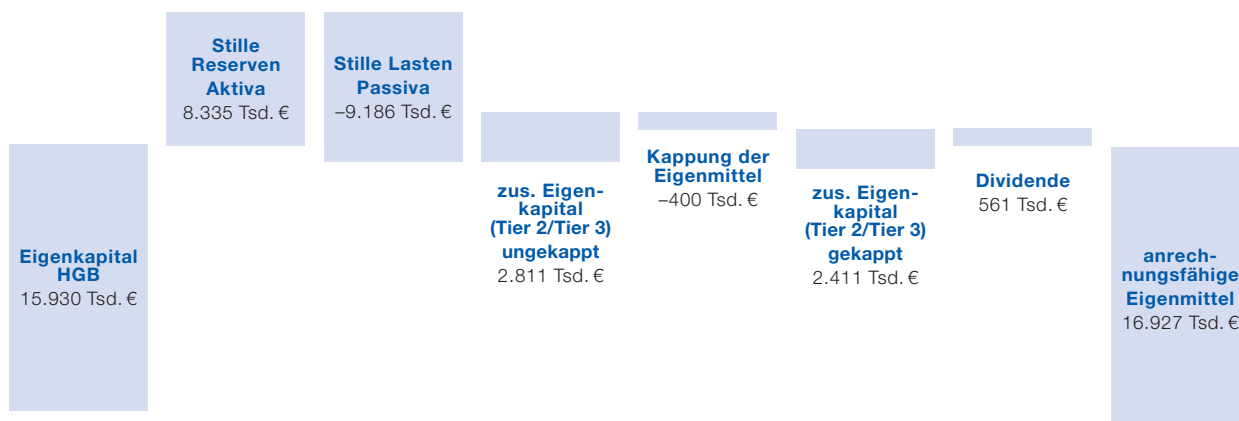 Stille
Reserven
Aktiva
8.335 Tsd. €
Stille Lasten
Passiva
–9.186 Tsd. €
Eigenkapital
HGB
15.930 Tsd. €
zus. Eigen-
kapital
(Tier 2/Tier 3)
ungekappt
2.811 Tsd. €
Kappung der
Eigenmittel
–400 Tsd. €
zus. Eigen-
kapital
(Tier 2/Tier 3)
gekappt
2.411 Tsd. €
Dividende
561 Tsd. €
anrech-
nungsfähige
Eigenmittel
16.927 Tsd. €